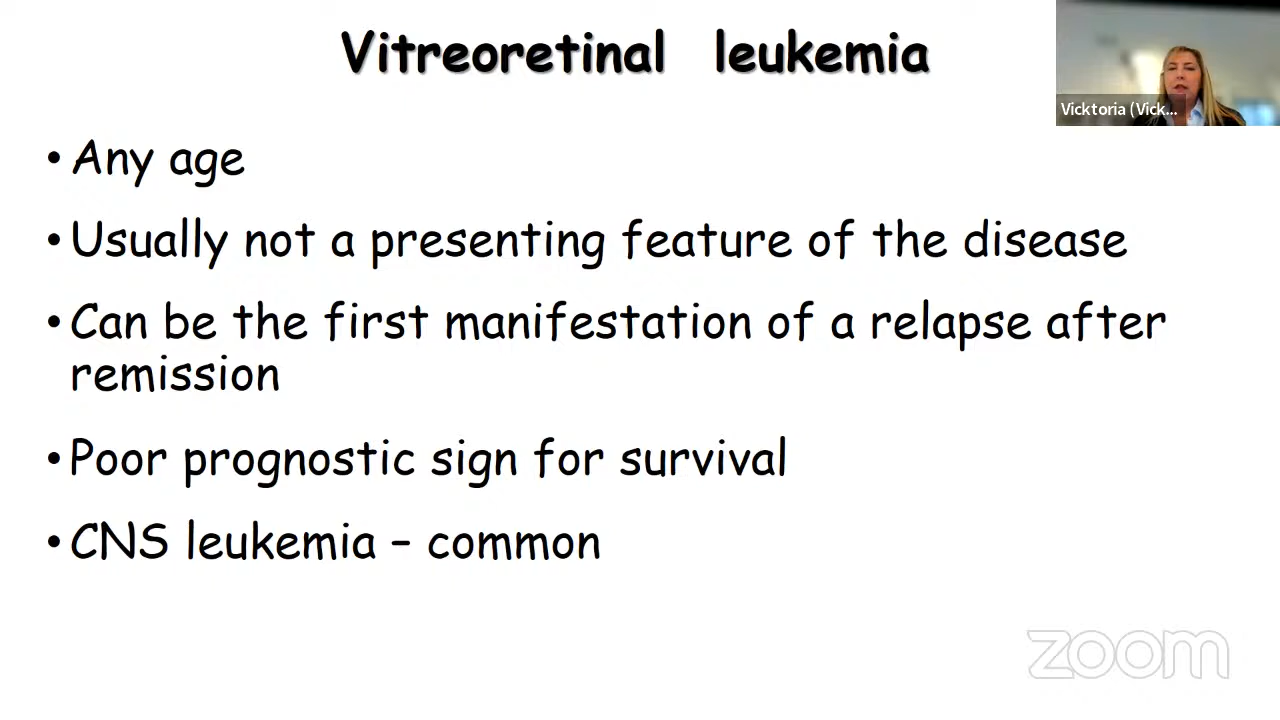 Vitreoretinal leukemia
Vicktoria (Vick...
• Any age
• Usually not a presenting feature of the disease
• Can be the first manifestation of a relapse after
remission
• Poor prognostic sign for survival
• CNS leukemia – common
zoom